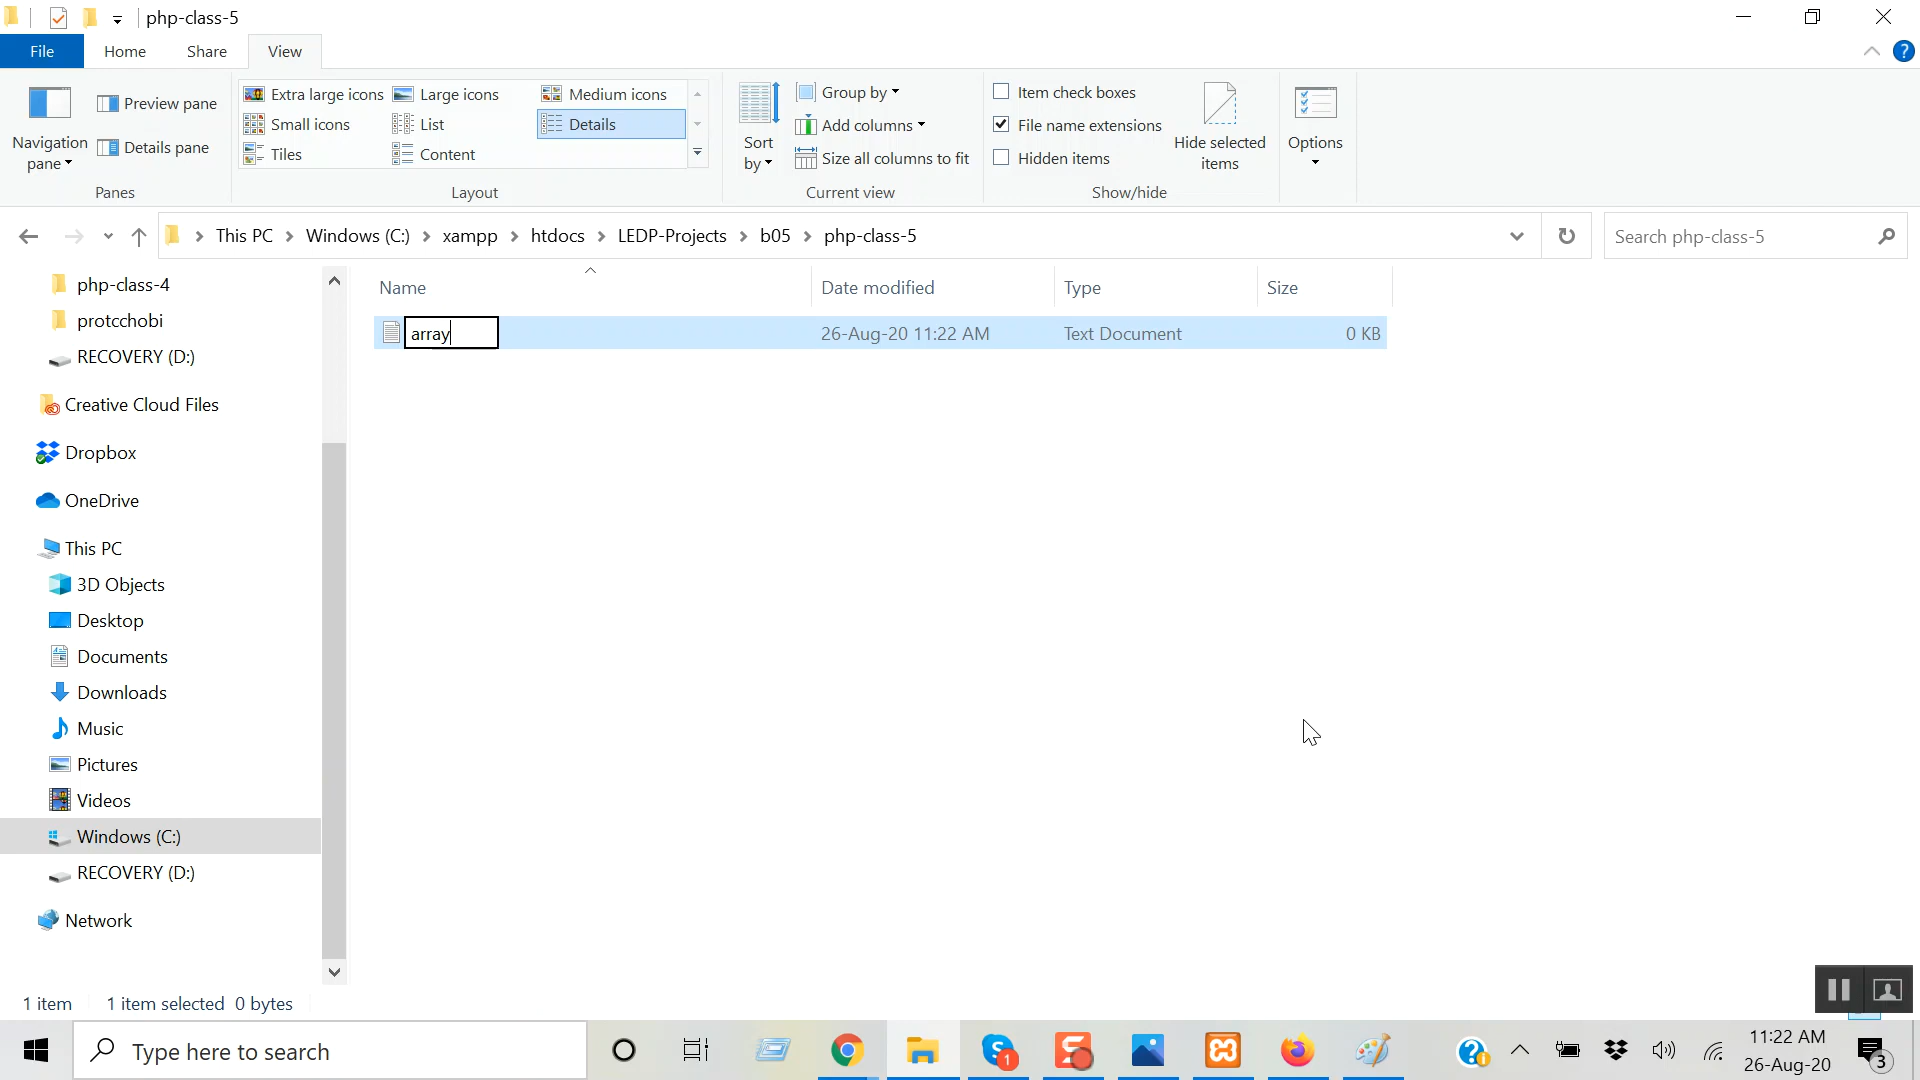 php-class-5
File
Home
Share
View
?
Navigation pane
Preview pane
Details pane
Panes
Extra large icons
Large icons
Medium icons
Small icons
List
Details
Tiles
Content
Layout
Sort by
Group by
Add columns
Size all columns to fit
Current view
Item check boxes
File name extensions
Hidden items
Hide selected items
Show/hide
Options
This PC
Windows (C:)
xampp
htdocs
LEDP-Projects
b05
php-class-5
Search php-class-5
Name
Date modified
Type
Size
array
26-Aug-20 11:22 AM
Text Document
0 KB
php-class-4
protcchobi
RECOVERY (D:)
Creative Cloud Files
Dropbox
OneDrive
This PC
3D Objects
Desktop
Documents
Downloads
Music
Pictures
Videos
Windows (C:)
RECOVERY (D:)
Network
1 item
1 item selected 0 bytes
Type here to search
1
11:22 AM
26-Aug-20
3